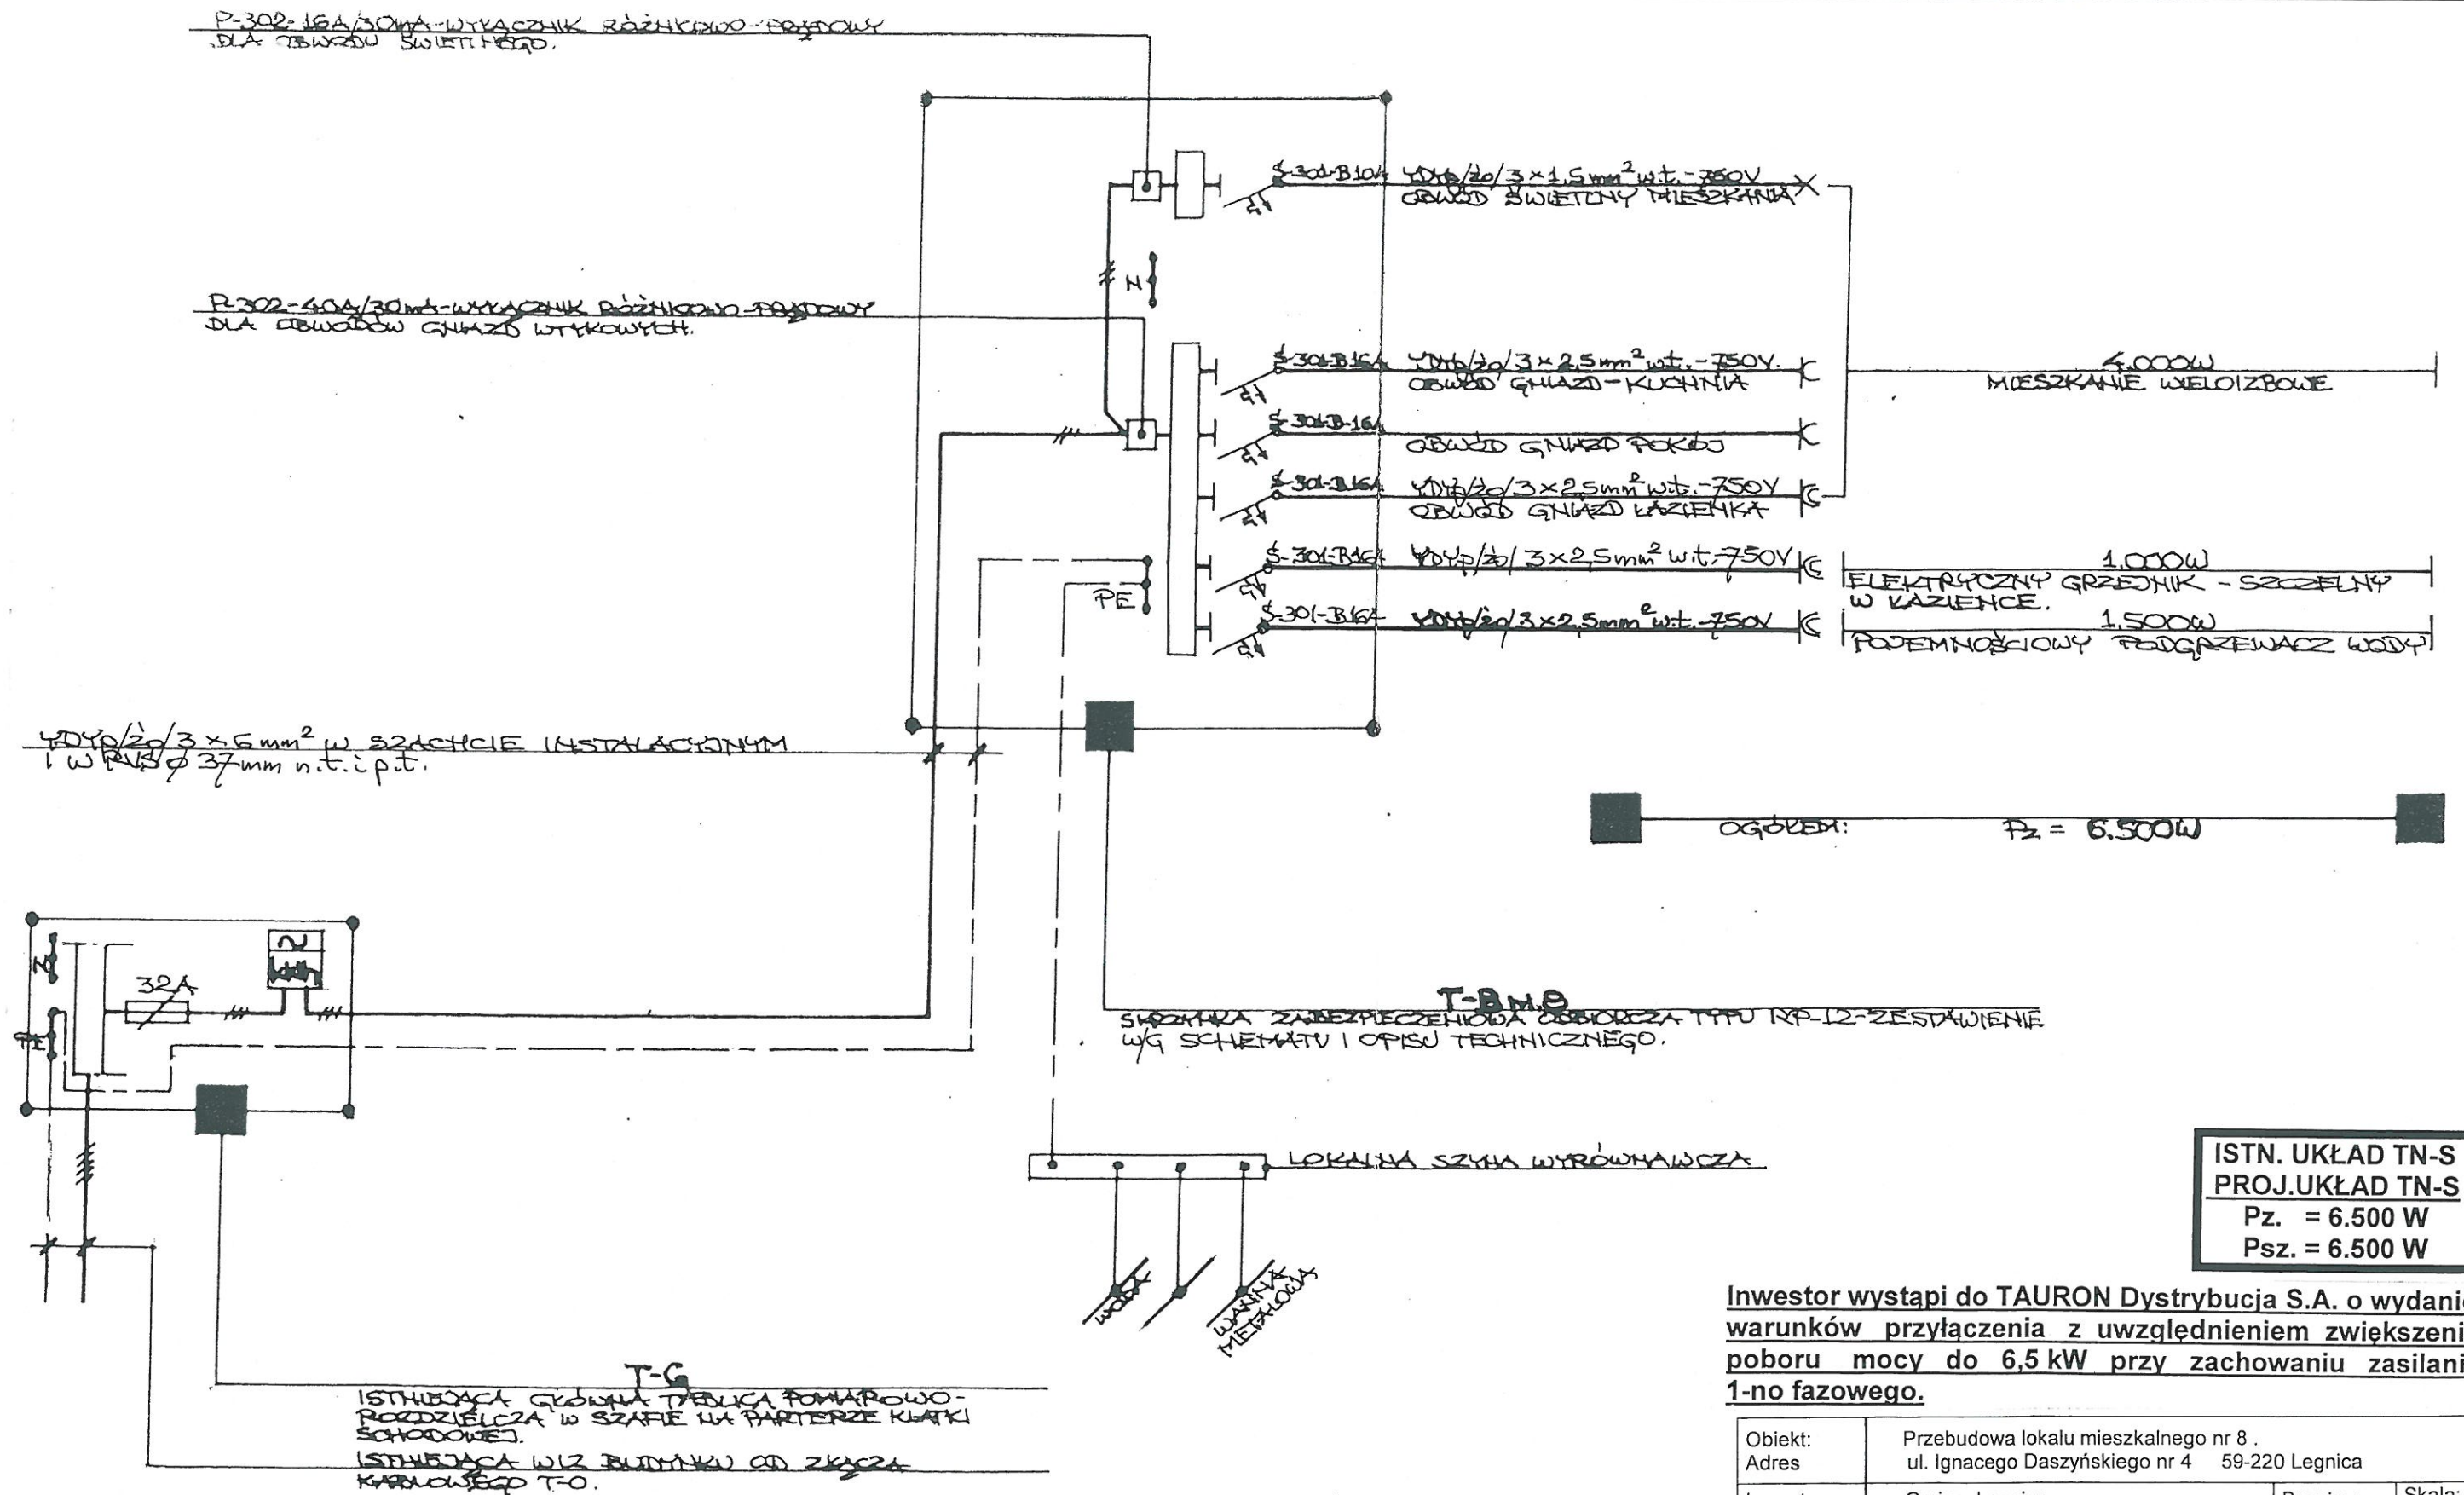 P-302-16A/30mA-WYŁĄCZNIK RÓŻNICOWO-PRĄDOWY
DLA OBWODU ŚWIETLNEGO.
S-301-B10A YDYp/żo/3×1,5mm² w.t.-750V
OBWÓD ŚWIETLNY MIESZKANIA
N
P-302-40A/30mA-WYŁĄCZNIK RÓŻNICOWO-PRĄDOWY
DLA OBWODÓW GNIAZD WTYKOWYCH.
S-301-B16A YDYp/żo/3×2,5mm² w.t.-750V.
OBWÓD GNIAZD-KUCHNIA
4.000W
MIESZKANIE WIELOIZBOWE
S-301-B-16A
OBWÓD GNIAZD POKÓJ
S-301-B16A YDYp/żo/3×2,5mm² w.t.-750V
OBWÓD GNIAZD ŁAZIENKA
S-301-B16A YDYp/żo/3×2,5mm² w.t.-750V
1.000W
ELEKTRYCZNY GRZEJNIK - SZCZELNY
W ŁAZIENCE.
PE
S-301-B16A YDYp/żo/3×2,5mm² w.t.-750V
1.500W
POJEMNOŚCIOWY PODGRZEWACZ WODY
YDYp/żo/3×6mm² W SZACHCIE INSTALACYJNYM
I W RVS ø 37mm n.t. i p.t.
OGÓŁEM: Pz = 6.500W
N
32A
kWh
PE
T-B M.8
SKRZYNKA ZABEZPIECZENIOWA ODBIORCZA TYPU RP-12-ZESTAWIENIE
W/G SCHEMATU I OPISU TECHNICZNEGO.
LOKALNA SZYNA WYRÓWNAWCZA
WODA
WANNA
METALOWA
T-G
ISTNIEJĄCA GŁÓWNA TABLICA POMIAROWO-
ROZDZIELCZA W SZAFIE NA PARTERZE KLATKI
SCHODOWEJ.
ISTNIEJĄCA WLZ BUDYNKU OD ZŁĄCZA
KABLOWEGO T-O.
ISTN. UKŁAD TN-S
PROJ.UKŁAD TN-S
Pz. = 6.500 W
Psz. = 6.500 W
Inwestor wystąpi do TAURON Dystrybucja S.A. o wydani
warunków przyłączenia z uwzględnieniem zwiększeni
poboru mocy do 6,5 kW przy zachowaniu zasilani
1-no fazowego.
Obiekt: Przebudowa lokalu mieszkalnego nr 8 .
Adres ul. Ignacego Daszyńskiego nr 4 59-220 Legnica